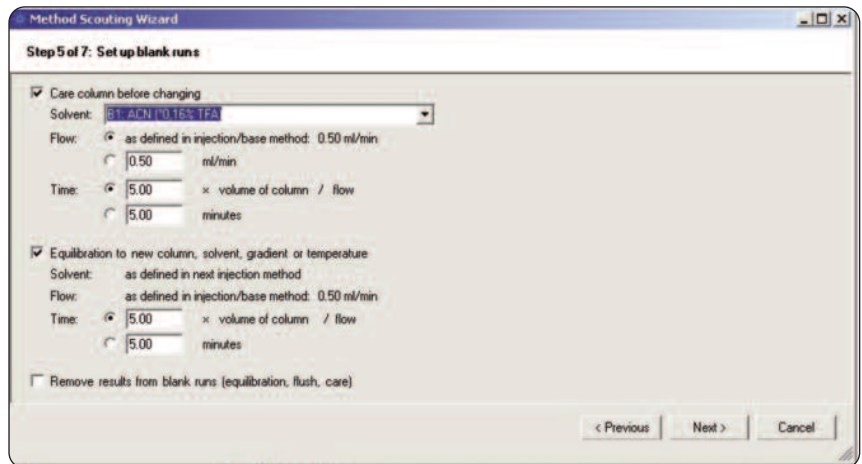 Method Scouting Wizard
Step 5 of 7: Set up blank runs
Care column before changing
Solvent: B1: ACN ("0.16% TFA
Flow: as defined in injection/base method: 0.50 ml/min
0.50 ml/min
Time: 5.00 × volume of column / flow
5.00 minutes
Equilibration to new column, solvent, gradient or temperature
Solvent: as defined in next injection method
Flow: as defined in injection/base method: 0.50 ml/min
Time: 5.00 × volume of column / flow
5.00 minutes
Remove results from blank runs (equilibration, flush, care)
< Previous Next > Cancel